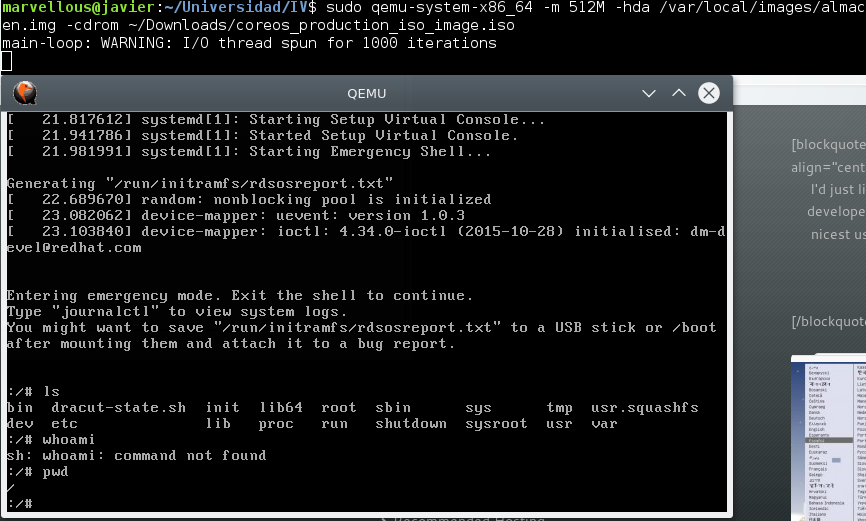 marvellous@javier:~/Universidad/IV$ sudo qemu-system-x86_64 -m 512M -hda /var/local/images/almac
en.img -cdrom ~/Downloads/coreos_production_iso_image.iso
main-loop: WARNING: I/O thread spun for 1000 iterations
QEMU
[   21.817612] systemd[1]: Starting Setup Virtual Console...
[   21.941786] systemd[1]: Started Setup Virtual Console.
[   21.981991] systemd[1]: Starting Emergency Shell...
Generating "/run/initramfs/rdsosreport.txt"
[   22.689670] random: nonblocking pool is initialized
[   23.082062] device-mapper: uevent: version 1.0.3
[   23.103840] device-mapper: ioctl: 4.34.0-ioctl (2015-10-28) initialised: dm-d
evel@redhat.com
Entering emergency mode. Exit the shell to continue.
Type "journalctl" to view system logs.
You might want to save "/run/initramfs/rdsosreport.txt" to a USB stick or /boot
after mounting them and attach it to a bug report.
:/# ls
bin  dracut-state.sh  init  lib64  root  sbin      sys      tmp  usr.squashfs
dev  etc              lib   proc   run   shutdown  sysroot  usr  var
:/# whoami
sh: whoami: command not found
:/# pwd
/
:/#
[blockquote
align="cent
I'd just li
develope
nicest us
[/blockquote
Recommended Hosting